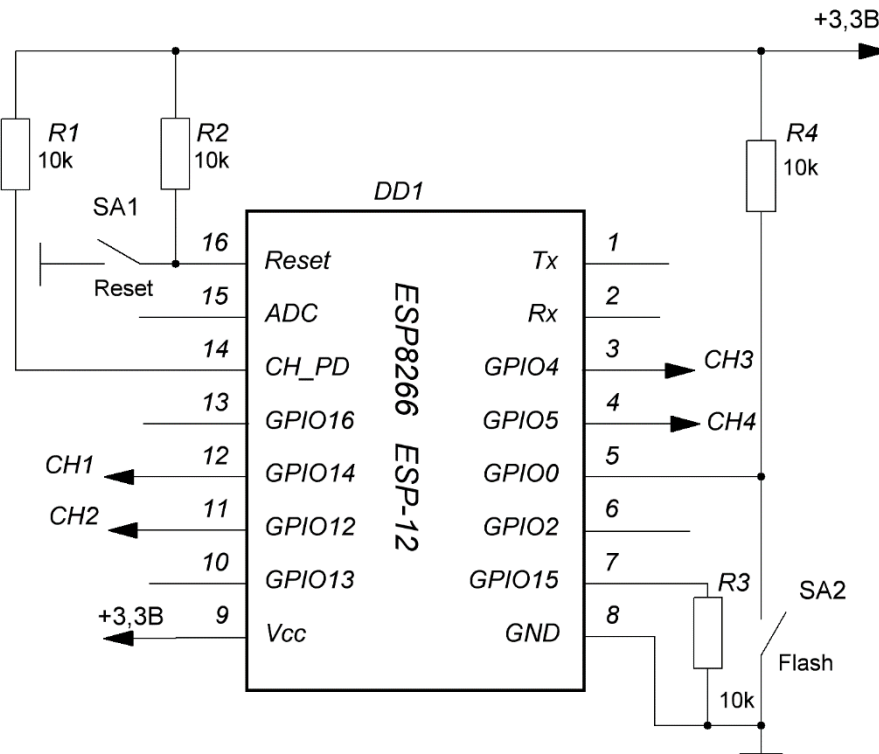 +3,3В
R1
10k
R2
10k
R4
10k
DD1
SA1
Reset
16
Reset
15
ADC
14
CH_PD
13
GPIO16
CH1
12
GPIO14
CH2
11
GPIO12
10
GPIO13
+3,3В
9
Vcc
ESP8266 ESP-12
Tx
1
Rx
2
GPIO4
3
CH3
GPIO5
4
CH4
GPIO0
5
GPIO2
6
GPIO15
7
GND
8
R3
10k
SA2
Flash